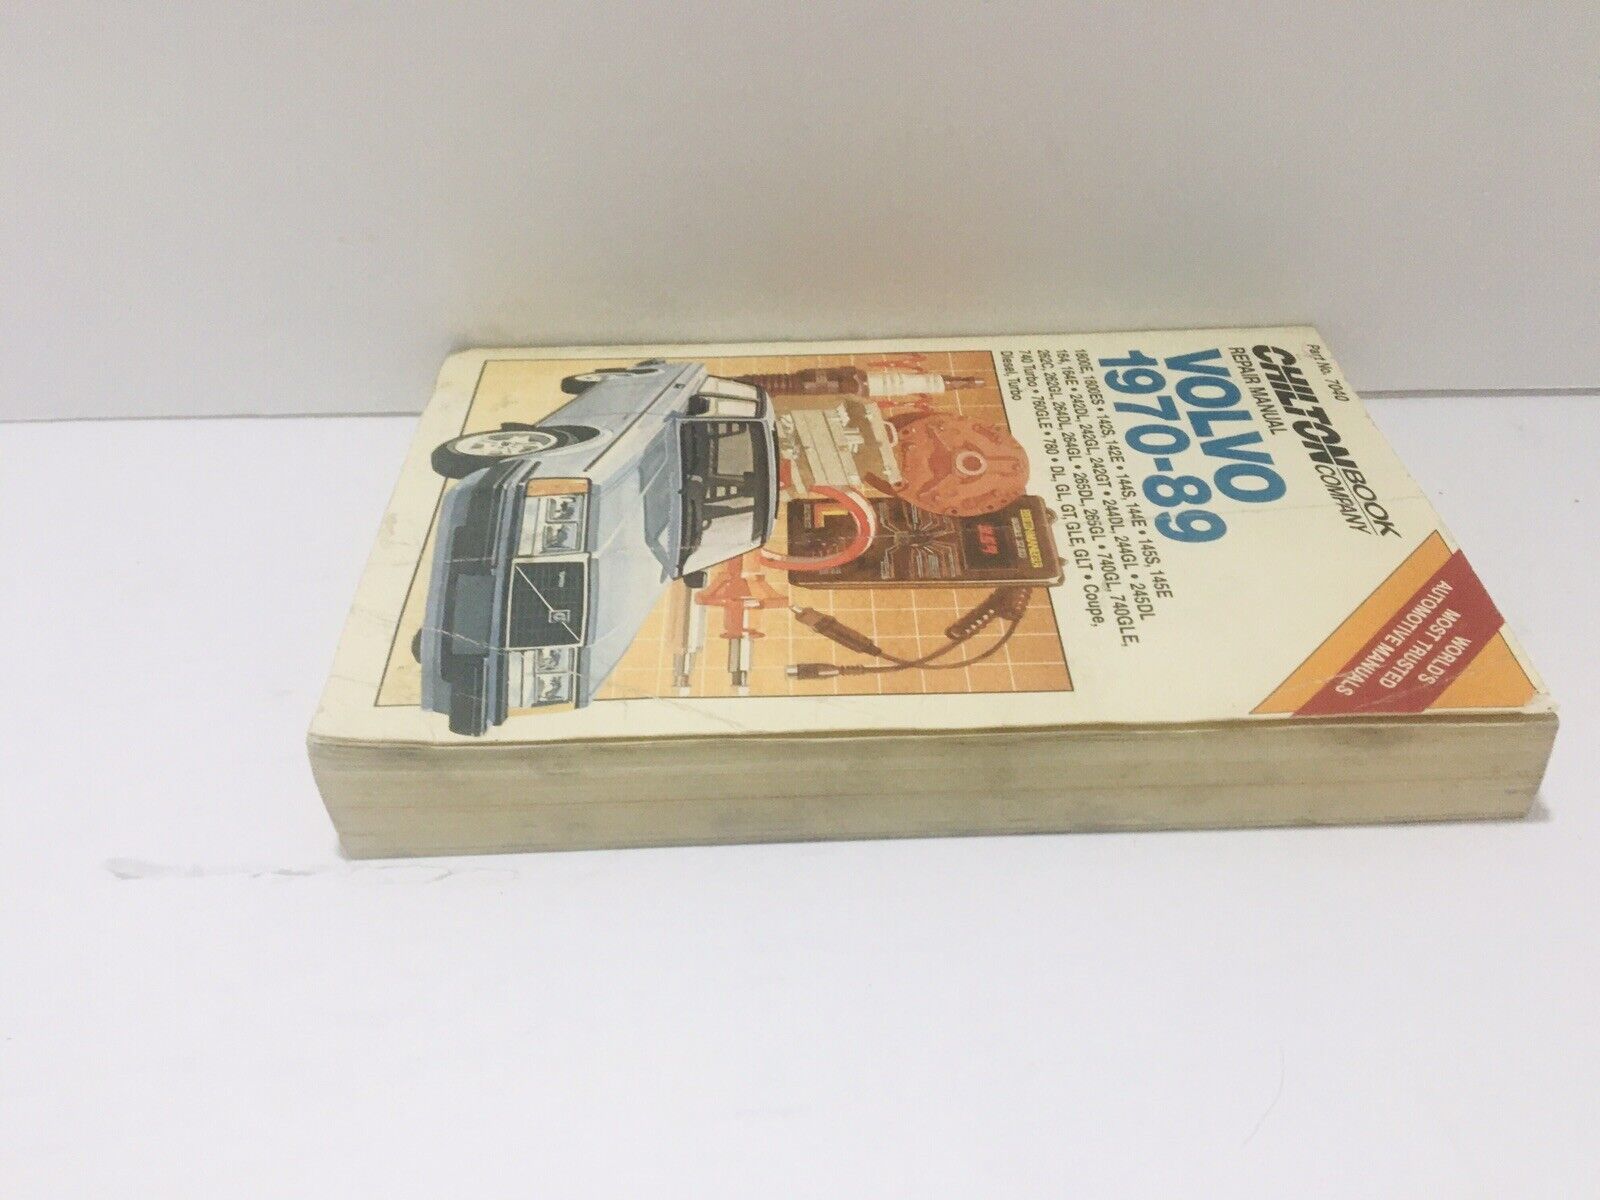 Part No. 7040
CHILTON BOOK
COMPANY
REPAIR MANUAL
VOLVO
1970-89
1800E, 1800ES • 142S, 142E • 144S, 144E • 145S, 145E
164, 164E • 242DL, 242GL, 242GT • 244DL, 244GL • 245DL
262C, 262GL, 264DL, 264GL • 265DL, 265GL • 740GL, 740GLE,
740 Turbo • 760GLE • 780 • DL, GL, GT, GLE, GLT • Coupe,
Diesel, Turbo
WORLD'S
MOST TRUSTED
AUTOMOTIVE MANUALS